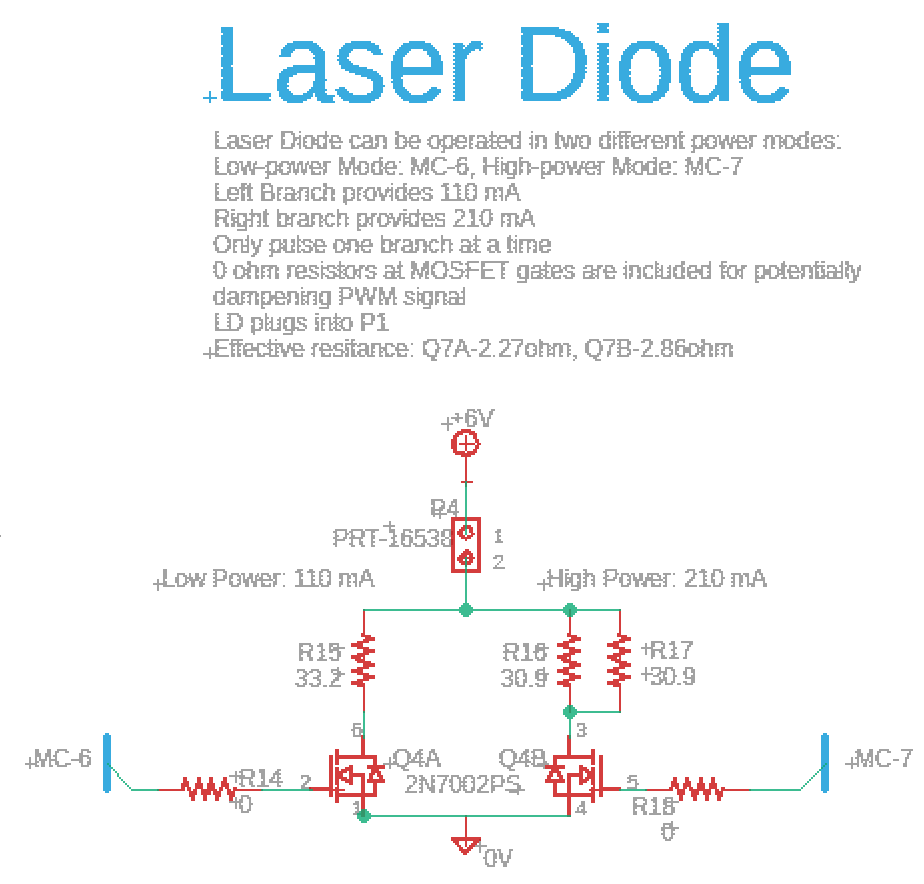 Laser Diode
Laser Diode can be operated in two different power modes:
Low-power Mode: MC-6, High-power Mode: MC-7
Left Branch provides 110 mA
Right branch provides 210 mA
Only pulse one branch at a time
0 ohm resistors at MOSFET gates are included for potentially
dampening PWM signal
LD plugs into P1
Effective resitance: Q7A-2.27ohm, Q7B-2.86ohm
+6V
P4
PRT-16538
1
2
Low Power: 110 mA
High Power: 210 mA
R15
33.2
R16
30.9
R17
30.9
6
3
MC-6
Q4A
Q4B
MC-7
R14
0
2
2N7002PS
5
R18
0
1
4
0V